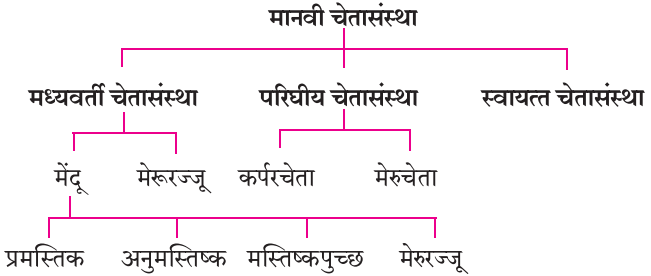 मानवी चेतासंस्था
मध्यवर्ती चेतासंस्था परिघीय चेतासंस्था स्वायत्त चेतासंस्था
मेंदू मेरूरज्जू कर्परचेता मेरुचेता
प्रमस्तिक अनुमस्तिष्क मस्तिष्कपुच्छ मेरुरज्जू